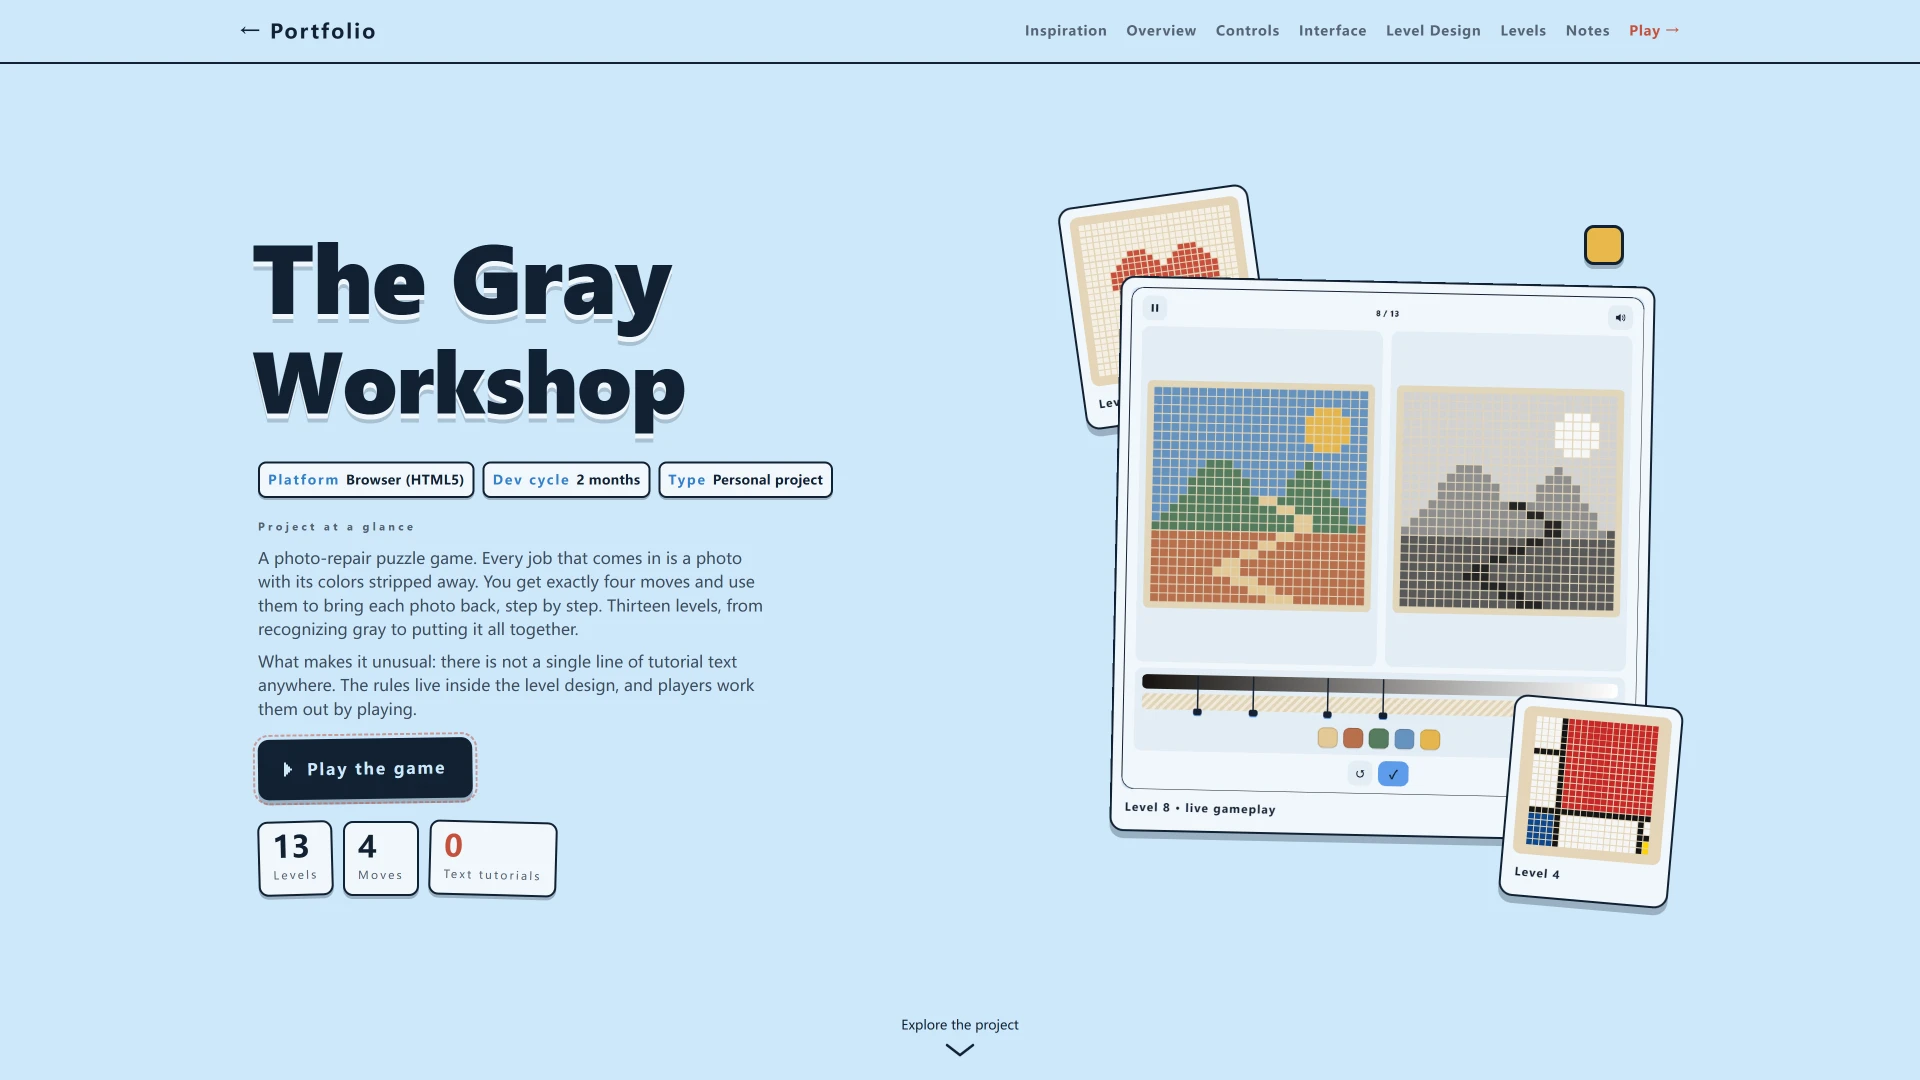 ← Portfolio
Inspiration Overview Controls Interface Level Design Levels Notes Play →
The Gray
Workshop
Platform Browser (HTML5) Dev cycle 2 months Type Personal project
Project at a glance
A photo-repair puzzle game. Every job that comes in is a photo
with its colors stripped away. You get exactly four moves and use
them to bring each photo back, step by step. Thirteen levels, from
recognizing gray to putting it all together.
What makes it unusual: there is not a single line of tutorial text
anywhere. The rules live inside the level design, and players work
them out by playing.
Play the game
13
Levels
4
Moves
0
Text tutorials
8 / 13
Level 8 • live gameplay
Level 4
Explore the project